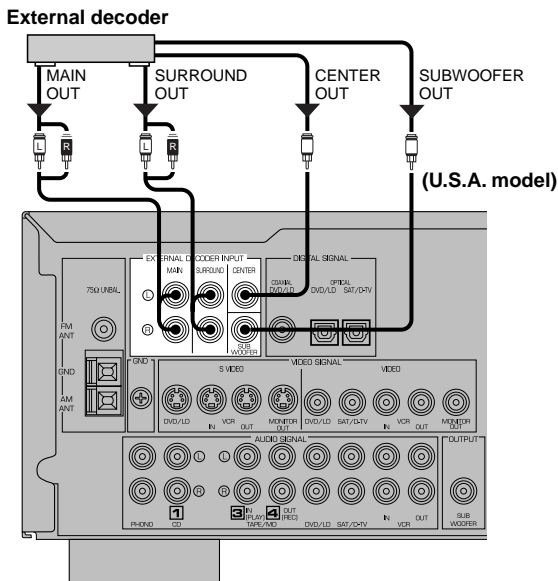 External decoder
MAIN OUT
SURROUND OUT
CENTER OUT
SUBWOOFER OUT
L R L R
(U.S.A. model)
EXTERNAL DECODER INPUT
DIGITAL SIGNAL
MAIN SURROUND CENTER
COAXIAL OPTICAL
DVD/LD DVD/LD SAT/D-TV
75Ω UNBAL.
L
R
SUB WOOFER
FM ANT
GND
AM ANT
GND
VIDEO SIGNAL
S VIDEO VIDEO
DVD/LD IN VCR OUT MONITOR OUT DVD/LD SAT/D-TV IN VCR OUT MONITOR OUT
AUDIO SIGNAL OUTPUT
L L
R R
1 3 IN (PLAY) 4 OUT (REC)
PHONO CD TAPE/MD DVD/LD SAT/D-TV IN VCR OUT
SUB WOOFER